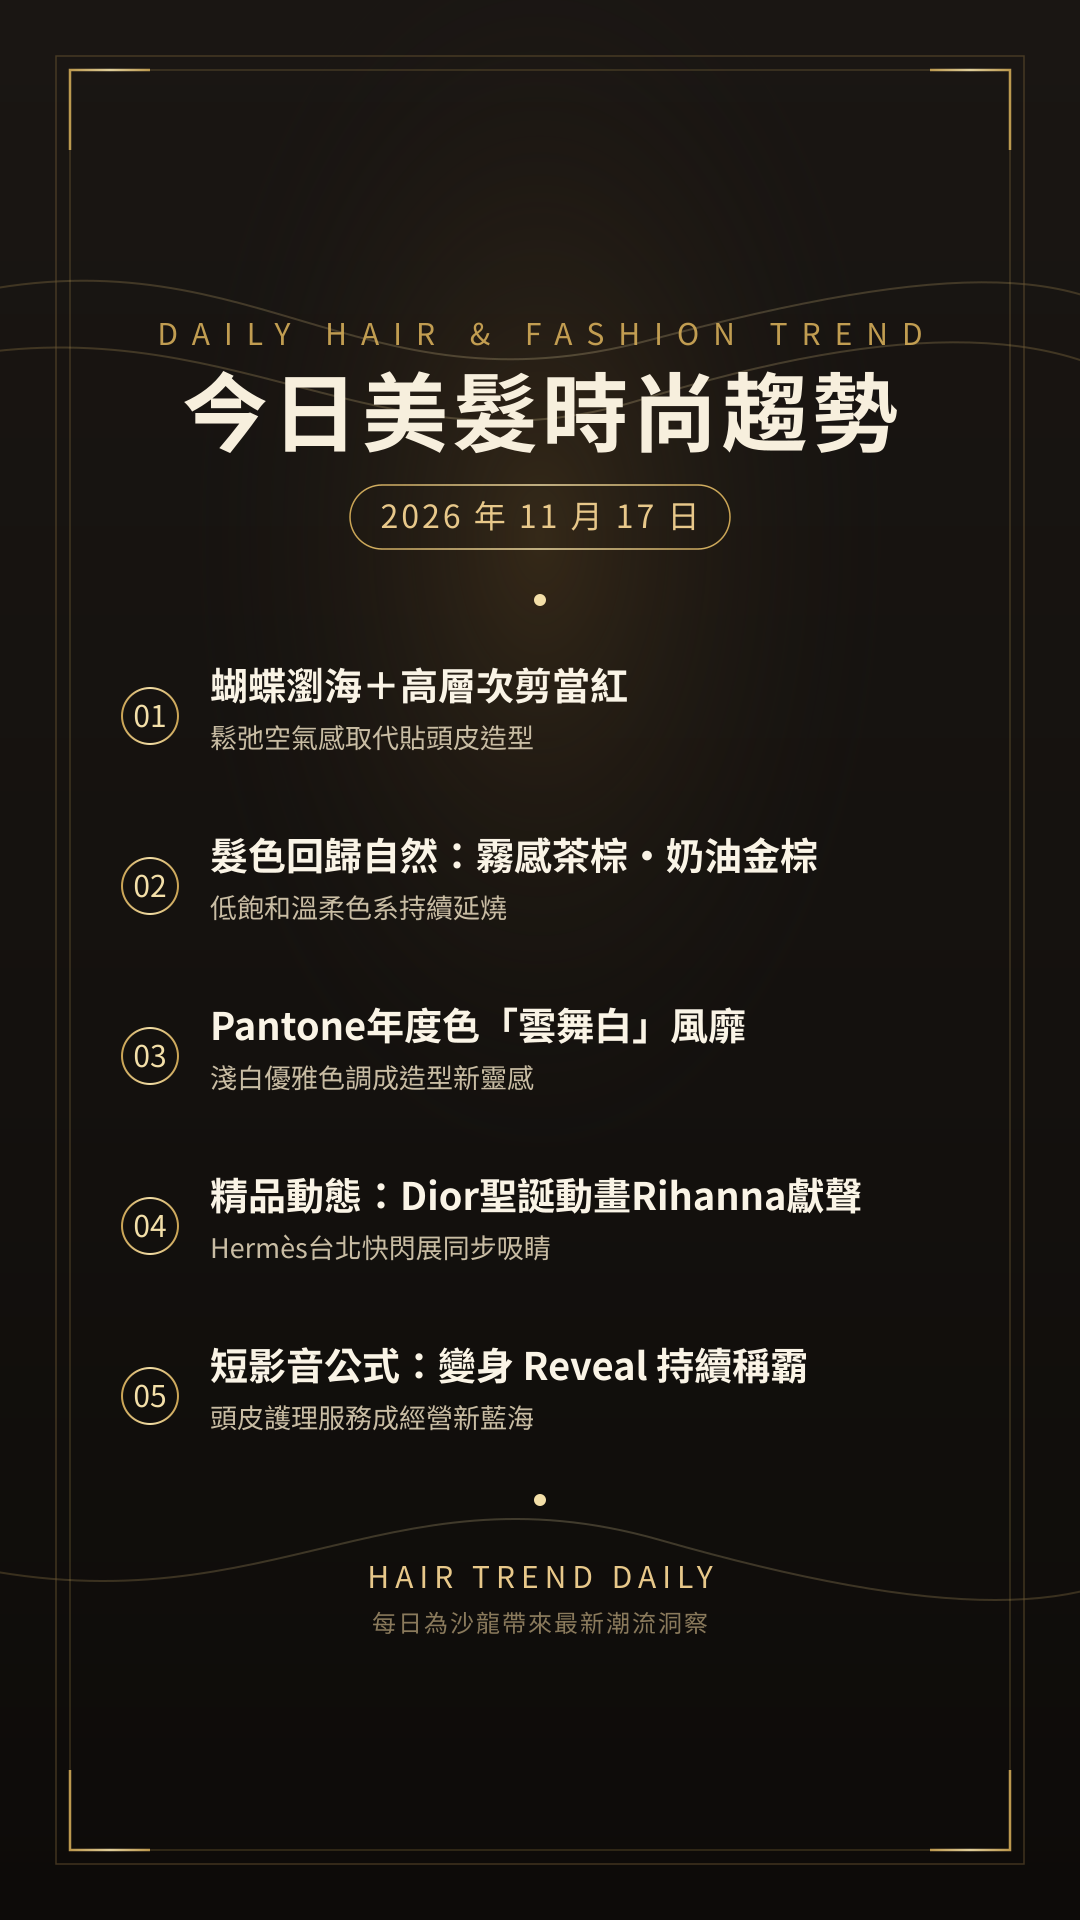 DAILY HAIR & FASHION TREND
今日美髮時尚趨勢
2026 年 11 月 17 日
01
蝴蝶瀏海＋高層次剪當紅
鬆弛空氣感取代貼頭皮造型
02
髮色回歸自然：霧感茶棕・奶油金棕
低飽和溫柔色系持續延燒
03
Pantone年度色「雲舞白」風靡
淺白優雅色調成造型新靈感
04
精品動態：Dior聖誕動畫Rihanna獻聲
Hermès台北快閃展同步吸睛
05
短影音公式：變身 Reveal 持續稱霸
頭皮護理服務成經營新藍海
HAIR TREND DAILY
每日為沙龍帶來最新潮流洞察